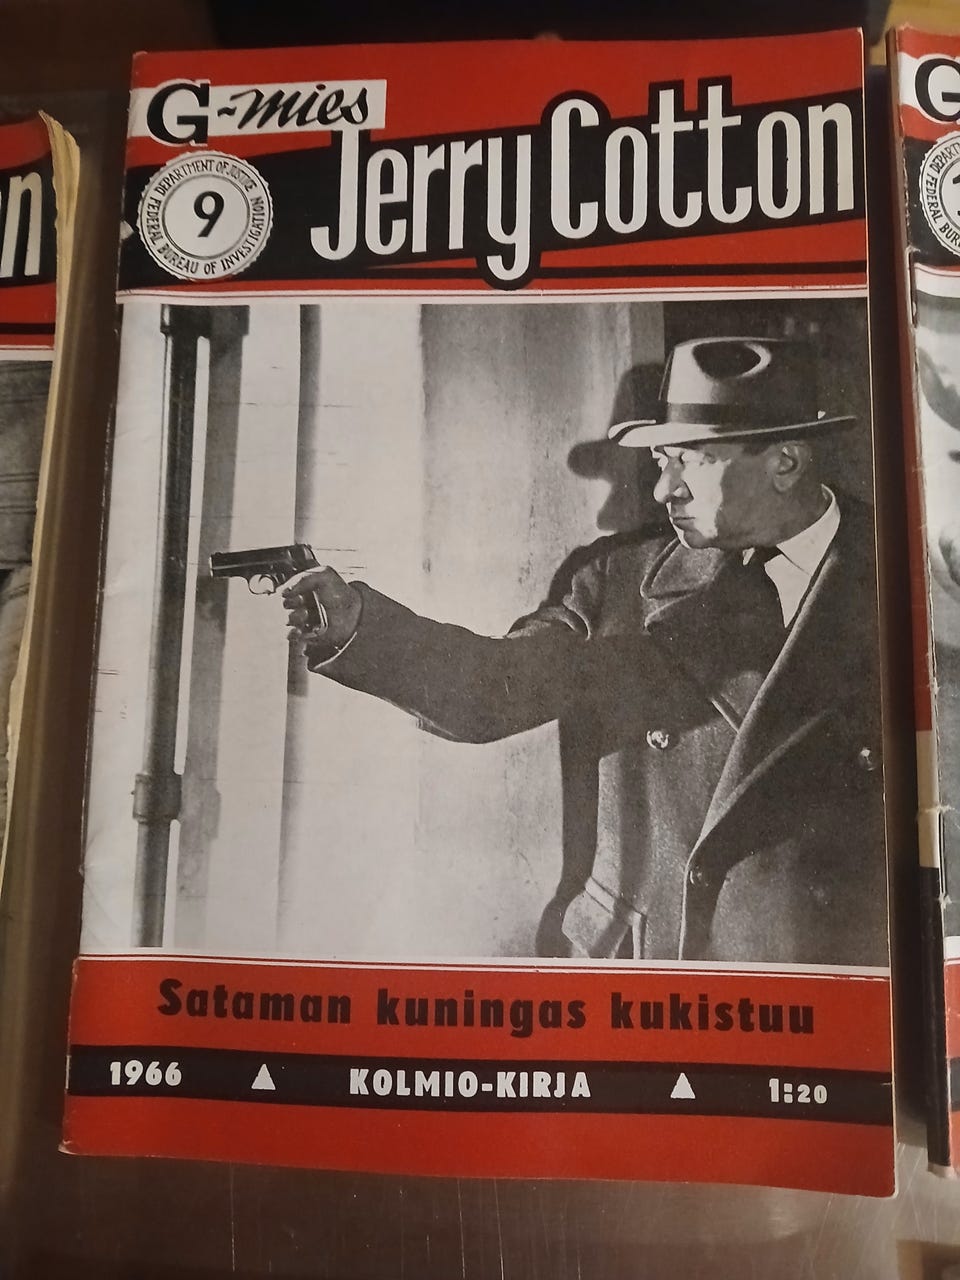 G-mies
Jerry Cotton
DEPARTMENT OF JUSTICE
9
FEDERAL BUREAU OF INVESTIGATION
Sataman kuningas kukistuu
1966 ▲ KOLMIO-KIRJA ▲ 1:20
n
G